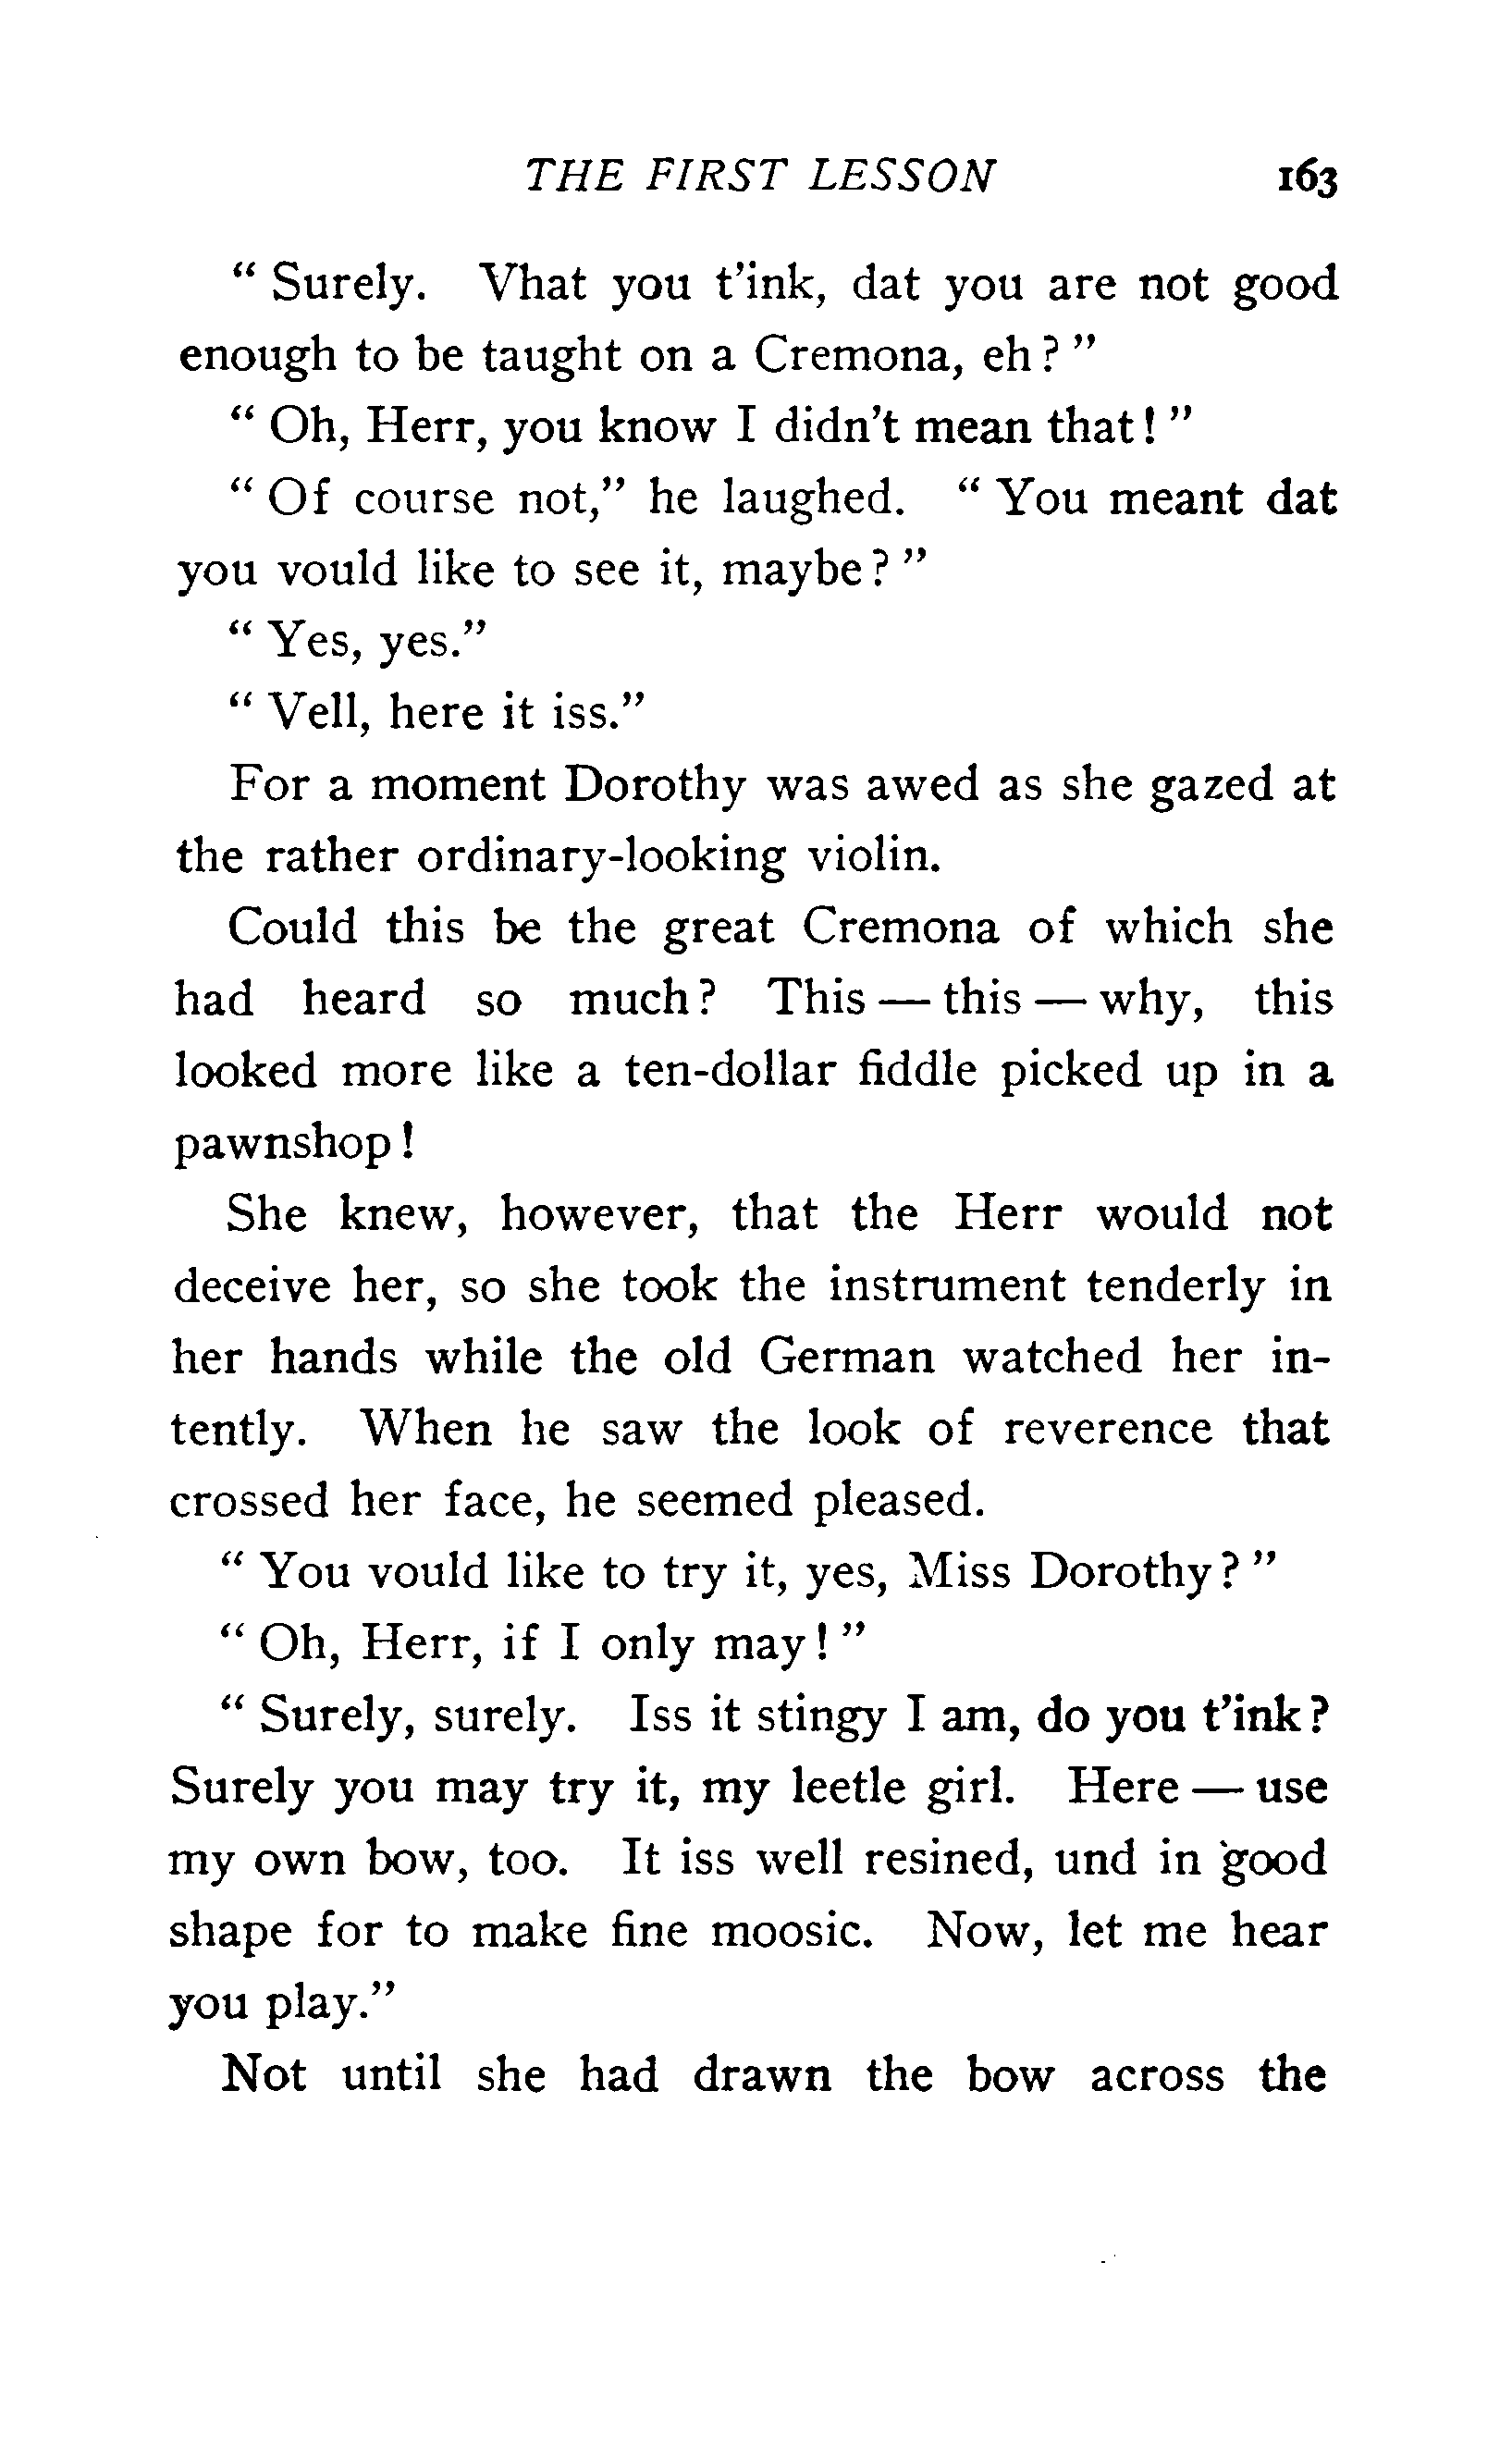 THE FIRST LESSON 163
“ Surely. Vhat you t’ink, dat you are not good
enough to be taught on a Cremona, eh? ”
“ Oh, Herr, you know I didn’t mean that! ”
“ Of course not,” he laughed. “ You meant dat
you vould like to see it, maybe? ”
“ Yes, yes.”
“ Vell, here it iss.”
For a moment Dorothy was awed as she gazed at
the rather ordinary-looking violin.
Could this be the great Cremona of which she
had heard so much? This — this — why, this
looked more like a ten-dollar fiddle picked up in a
pawnshop!
She knew, however, that the Herr would not
deceive her, so she took the instrument tenderly in
her hands while the old German watched her in-
tently. When he saw the look of reverence that
crossed her face, he seemed pleased.
“ You vould like to try it, yes, Miss Dorothy? ”
“ Oh, Herr, if I only may! ”
“ Surely, surely. Iss it stingy I am, do you t’ink?
Surely you may try it, my leetle girl. Here — use
my own bow, too. It iss well resined, und in good
shape for to make fine moosic. Now, let me hear
you play.”
Not until she had drawn the bow across the